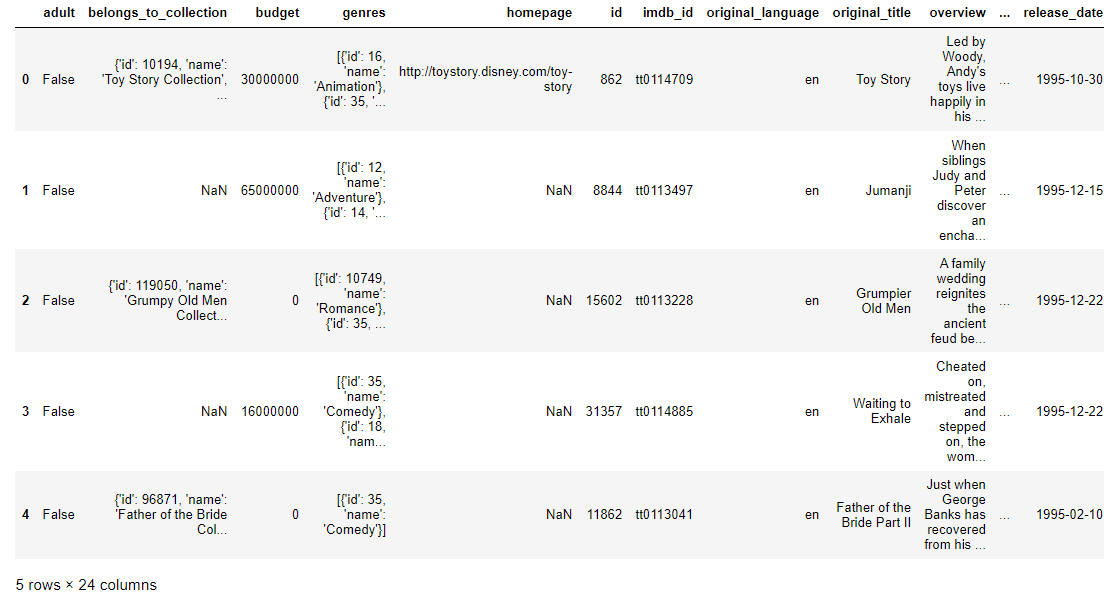 adult belongs_to_collection budget genres homepage id imdb_id original_language original_title overview ... release_date
0 False {'id': 10194, 'name': 'Toy Story Collection', ... 30000000 [{'id': 16, 'name': 'Animation'}, {'id': 35, '... http://toystory.disney.com/toy-story 862 tt0114709 en Toy Story Led by Woody, Andy's toys live happily in his ... ... 1995-10-30
1 False NaN 65000000 [{'id': 12, 'name': 'Adventure'}, {'id': 14, '... NaN 8844 tt0113497 en Jumanji When siblings Judy and Peter discover an encha... ... 1995-12-15
2 False {'id': 119050, 'name': 'Grumpy Old Men Collect... 0 [{'id': 10749, 'name': 'Romance'}, {'id': 35, ... NaN 15602 tt0113228 en Grumpier Old Men A family wedding reignites the ancient feud be... ... 1995-12-22
3 False NaN 16000000 [{'id': 35, 'name': 'Comedy'}, {'id': 18, 'nam... NaN 31357 tt0114885 en Waiting to Exhale Cheated on, mistreated and stepped on, the wom... ... 1995-12-22
4 False {'id': 96871, 'name': 'Father of the Bride Col... 0 [{'id': 35, 'name': 'Comedy'}] NaN 11862 tt0113041 en Father of the Bride Part II Just when George Banks has recovered from his ... ... 1995-02-10
5 rows × 24 columns